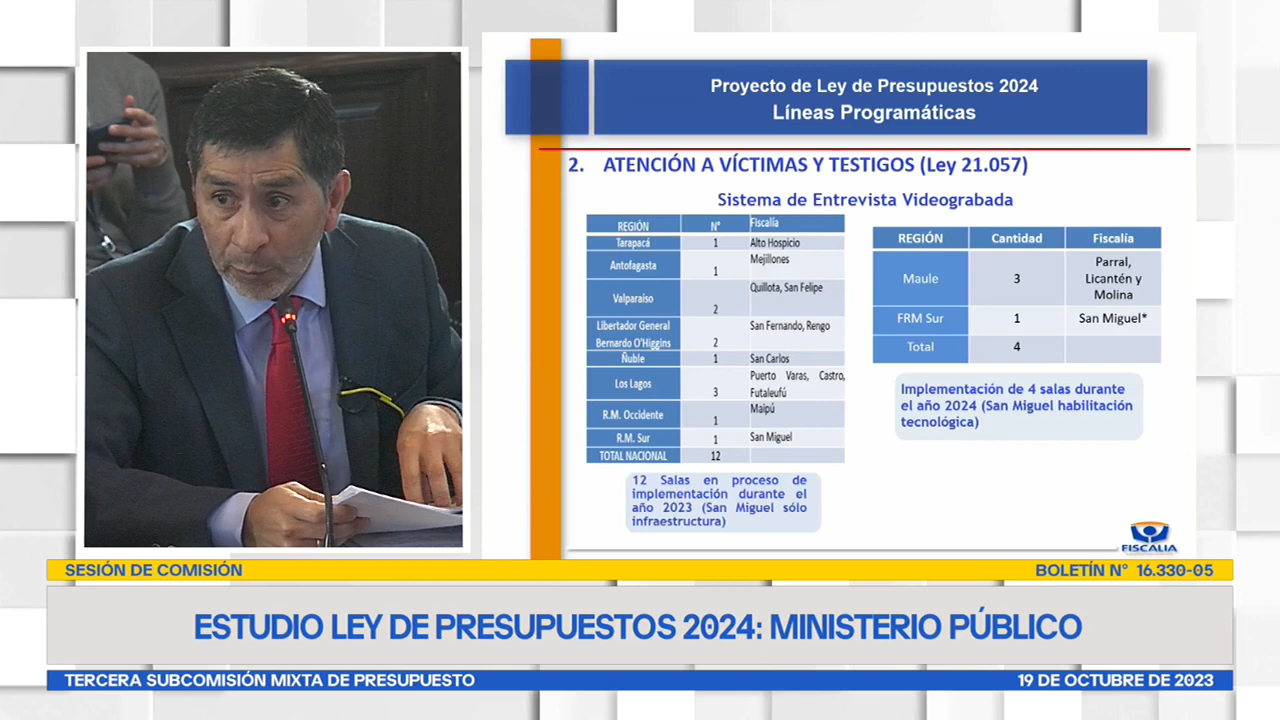 Proyecto de Ley de Presupuestos 2024
Líneas Programáticas
2. ATENCIÓN A VÍCTIMAS Y TESTIGOS (Ley 21.057)
Sistema de Entrevista Videograbada
REGIÓN N° Fiscalía
Tarapacá 1 Alto Hospicio
Antofagasta 1 Mejillones
Valparaíso 2 Quillota, San Felipe
Libertador General
Bernardo O'Higgins 2 San Fernando, Rengo
Ñuble 1 San Carlos
Los Lagos 3 Puerto Varas, Castro,
Futaleufú
R.M. Occidente 1 Maipú
R.M. Sur 1 San Miguel
TOTAL NACIONAL 12
12 Salas en proceso de
implementación durante el
año 2023 (San Miguel sólo
infraestructura)
REGIÓN Cantidad Fiscalía
Maule 3 Parral,
Licantén y
Molina
FRM Sur 1 San Miguel*
Total 4
Implementación de 4 salas durante
el año 2024 (San Miguel habilitación
tecnológica)
FISCALIA
SESIÓN DE COMISIÓN BOLETÍN N° 16.330-05
ESTUDIO LEY DE PRESUPUESTOS 2024: MINISTERIO PÚBLICO
TERCERA SUBCOMISIÓN MIXTA DE PRESUPUESTO 19 DE OCTUBRE DE 2023